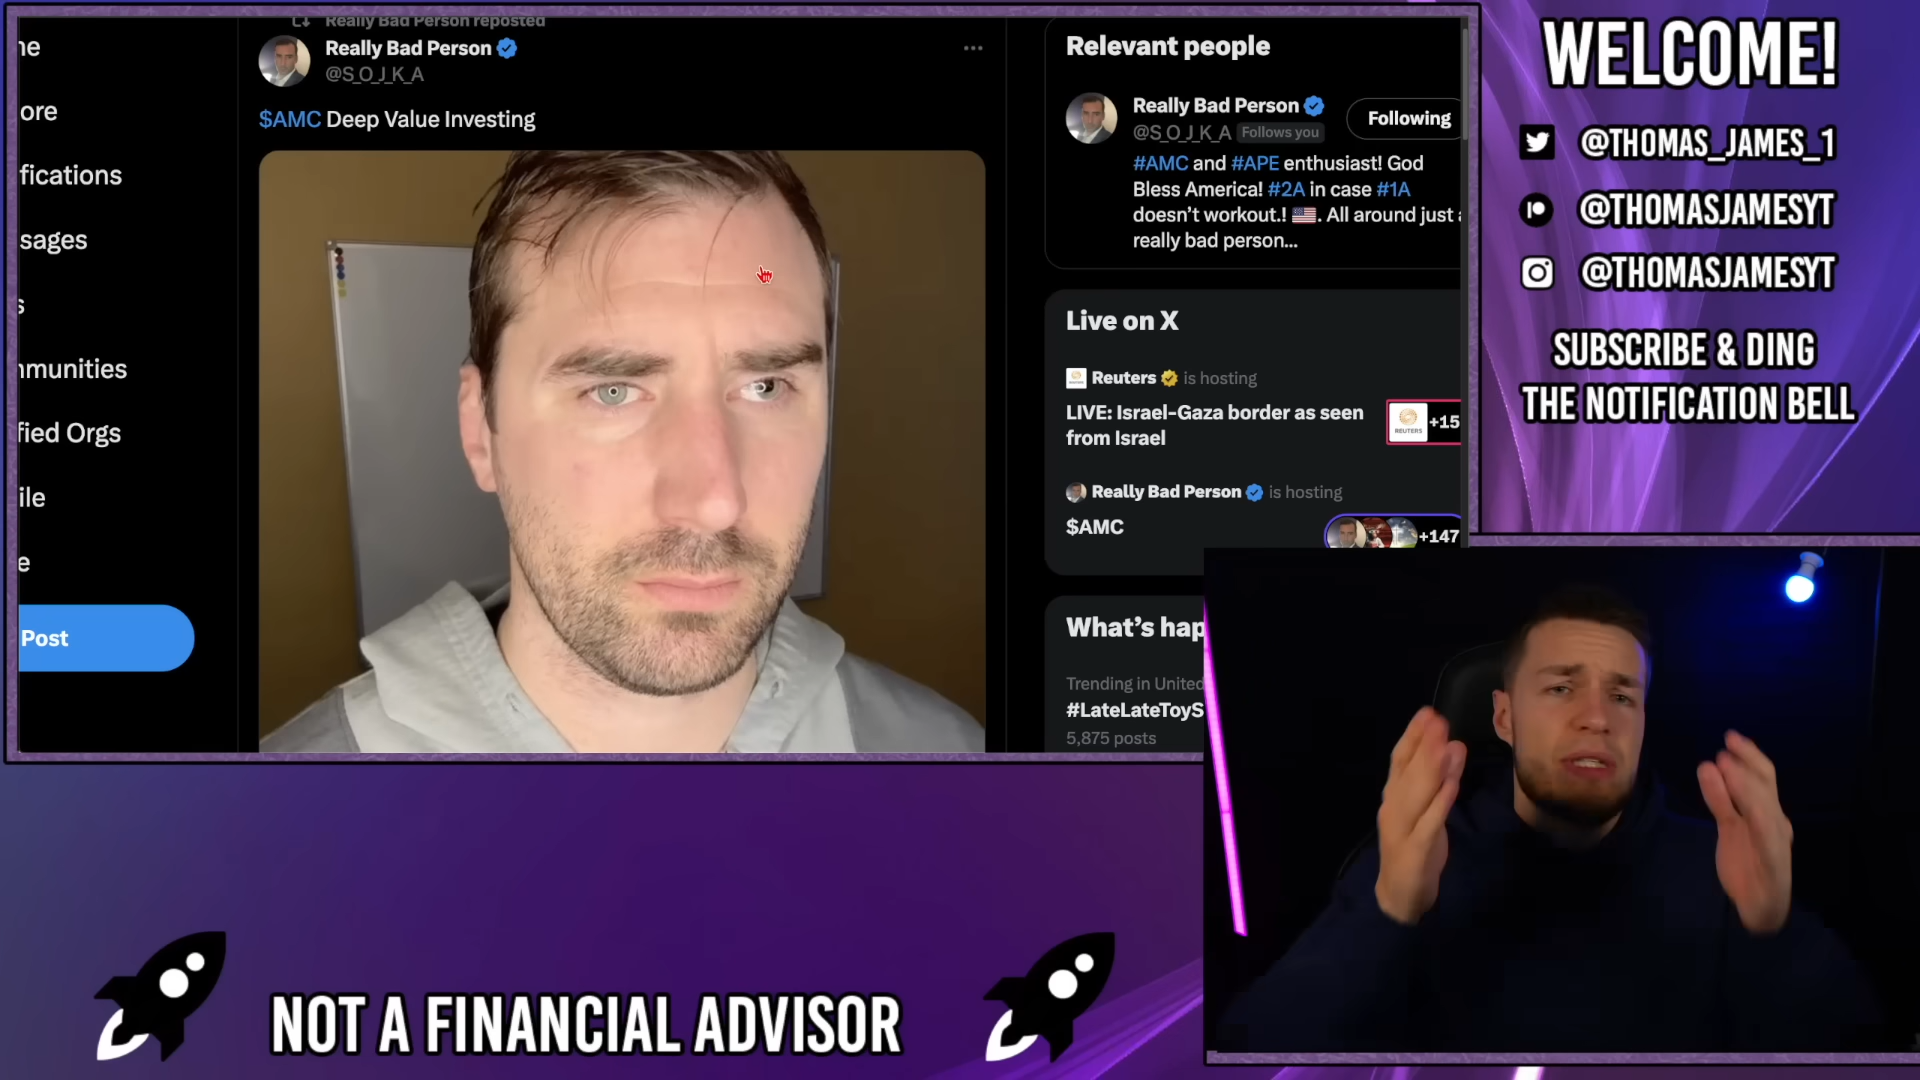 Really Bad Person reposted
Really Bad Person
@S_O_J_K_A
$AMC Deep Value Investing
ne
ore
fications
sages
s
nmunities
fied Orgs
ile
e
Post
Relevant people
Really Bad Person
@S_O_J_K_A Follows you
Following
#AMC and #APE enthusiast! God
Bless America! #2A in case #1A
doesn't workout.! 🇺🇸. All around just a
really bad person...
Live on X
Reuters is hosting
LIVE: Israel-Gaza border as seen
from Israel
REUTERS
+15
Really Bad Person is hosting
$AMC
+147
What's hap
Trending in United
#LateLateToyS
5,875 posts
WELCOME!
@THOMAS_JAMES_1
@THOMASJAMESYT
@THOMASJAMESYT
SUBSCRIBE & DING
THE NOTIFICATION BELL
NOT A FINANCIAL ADVISOR